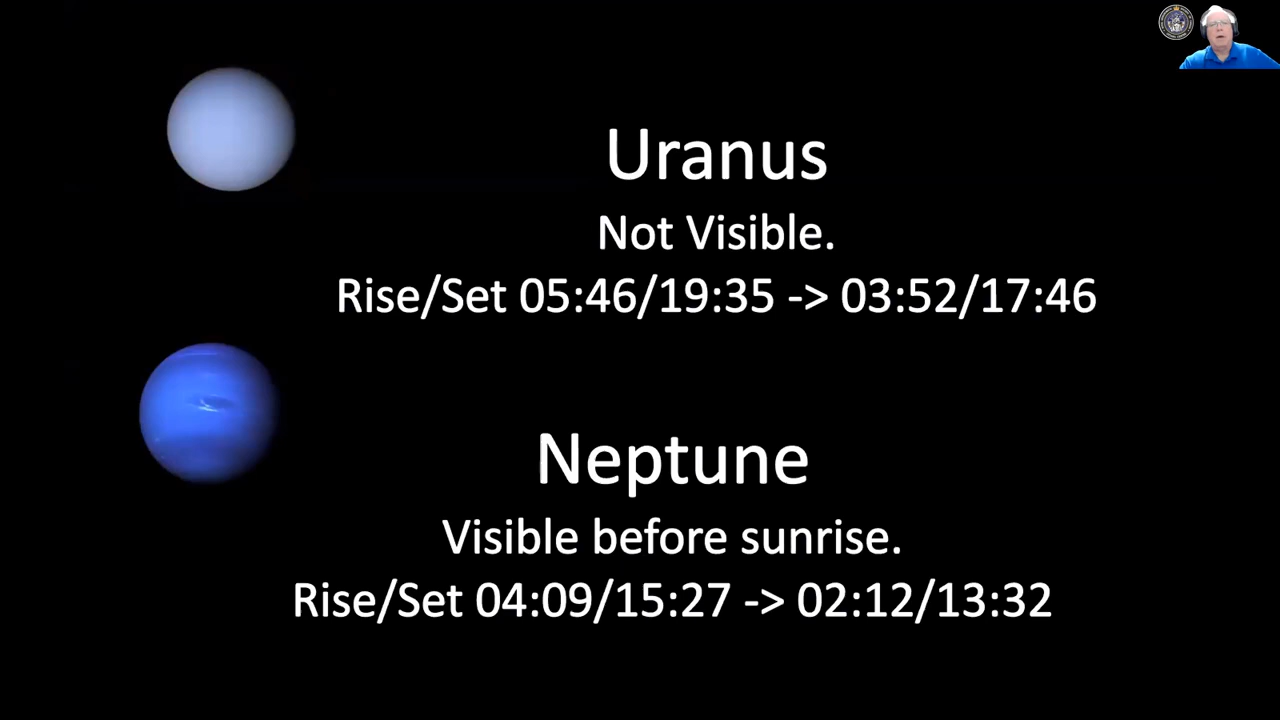 Uranus
Not Visible.
Rise/Set 05:46/19:35 -> 03:52/17:46
Neptune
Visible before sunrise.
Rise/Set 04:09/15:27 -> 02:12/13:32